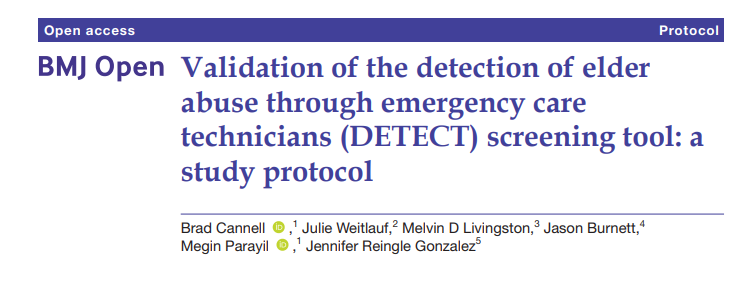 Open access Protocol
BMJ Open
Validation of the detection of elder
abuse through emergency care
technicians (DETECT) screening tool: a
study protocol
Brad Cannell iD ,1 Julie Weitlauf,2 Melvin D Livingston,3 Jason Burnett,4
Megin Parayil iD ,1 Jennifer Reingle Gonzalez5